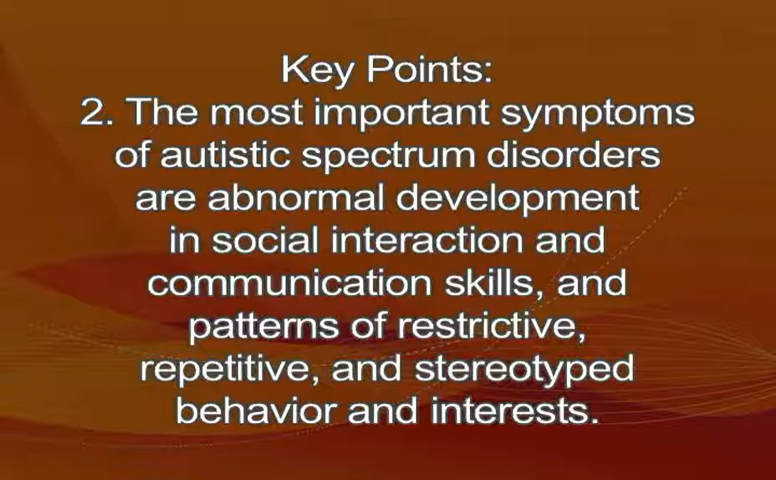 Key Points:
2. The most important symptoms
of autistic spectrum disorders
are abnormal development
in social interaction and
communication skills, and
patterns of restrictive,
repetitive, and stereotyped
behavior and interests.